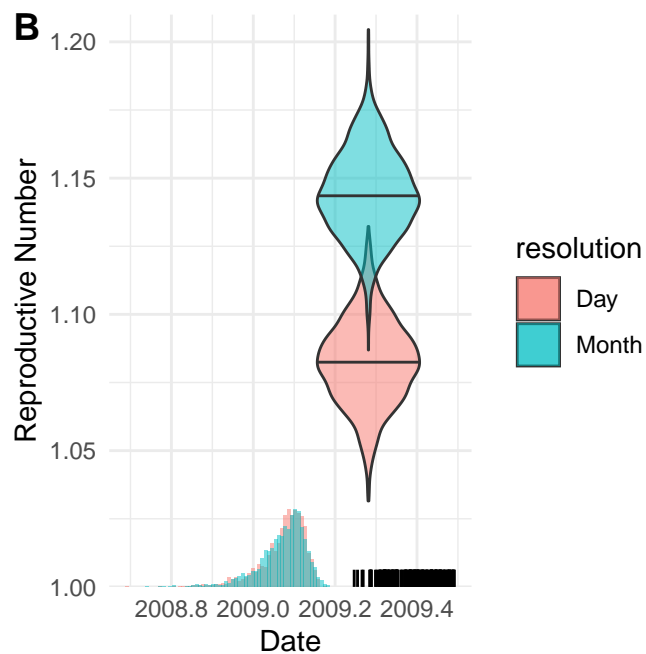 B
1.20
1.15
1.10
1.05
1.00
Reproductive Number
2008.8 2009.0 2009.2 2009.4
Date
resolution
Day
Month